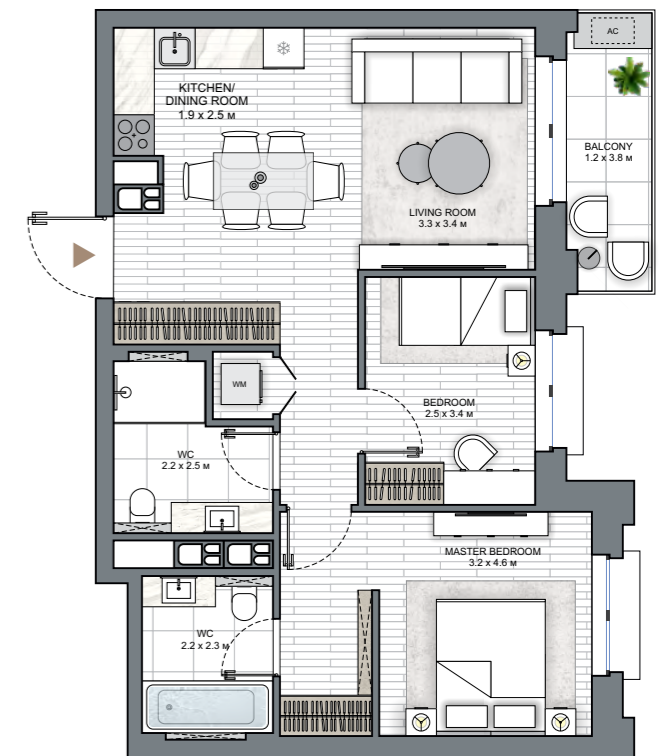 AC
KITCHEN/
DINING ROOM
1.9 x 2.5 м
BALCONY
1.2 x 3.8 м
LIVING ROOM
3.3 x 3.4 м
WM
BEDROOM
2.5 x 3.4 м
WC
2.2 x 2.5 м
MASTER BEDROOM
3.2 x 4.6 м
WC
2.2 x 2.3 м